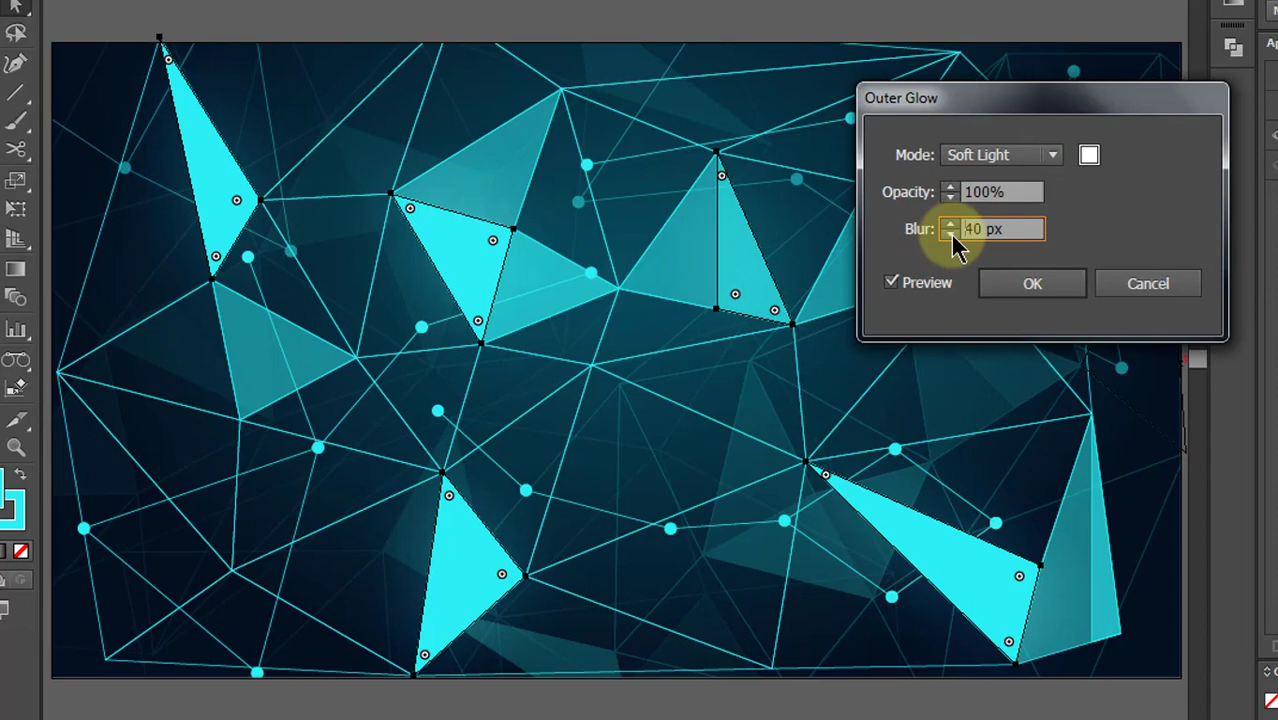 Outer Glow
Mode: Soft Light
Opacity: 100%
Blur: 40 px
Preview
OK
Cancel